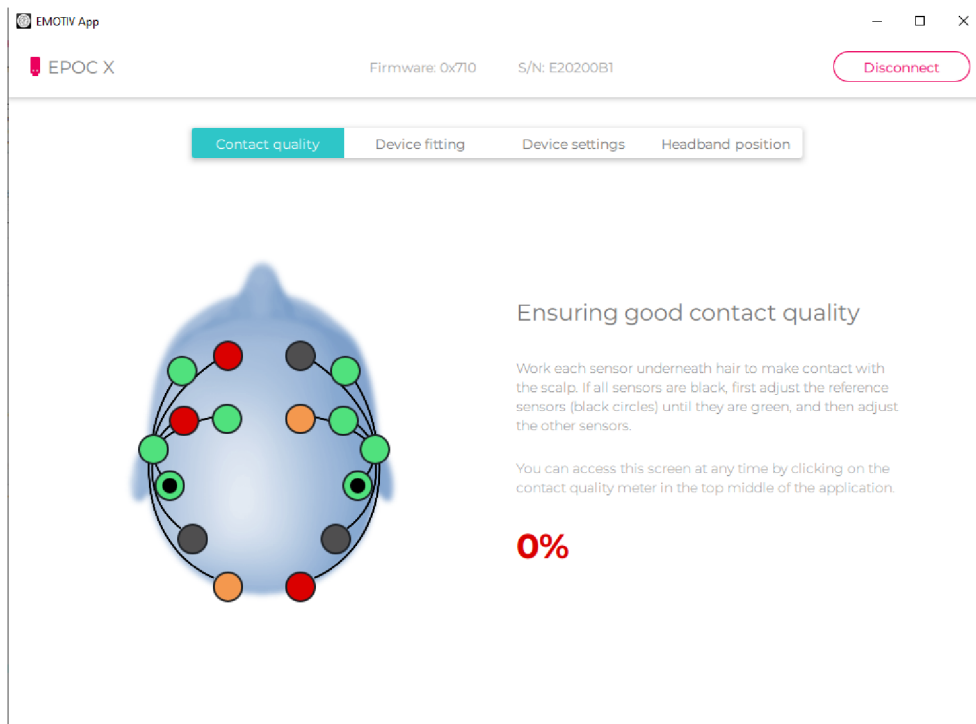 EMOTIV App
EPOC X
Firmware: 0x710
S/N: E20200B1
Disconnect
Contact quality
Device fitting
Device settings
Headband position
Ensuring good contact quality
Work each sensor underneath hair to make contact with
the scalp. If all sensors are black, first adjust the reference
sensors (black circles) until they are green, and then adjust
the other sensors.
You can access this screen at any time by clicking on the
contact quality meter in the top middle of the application.
0%